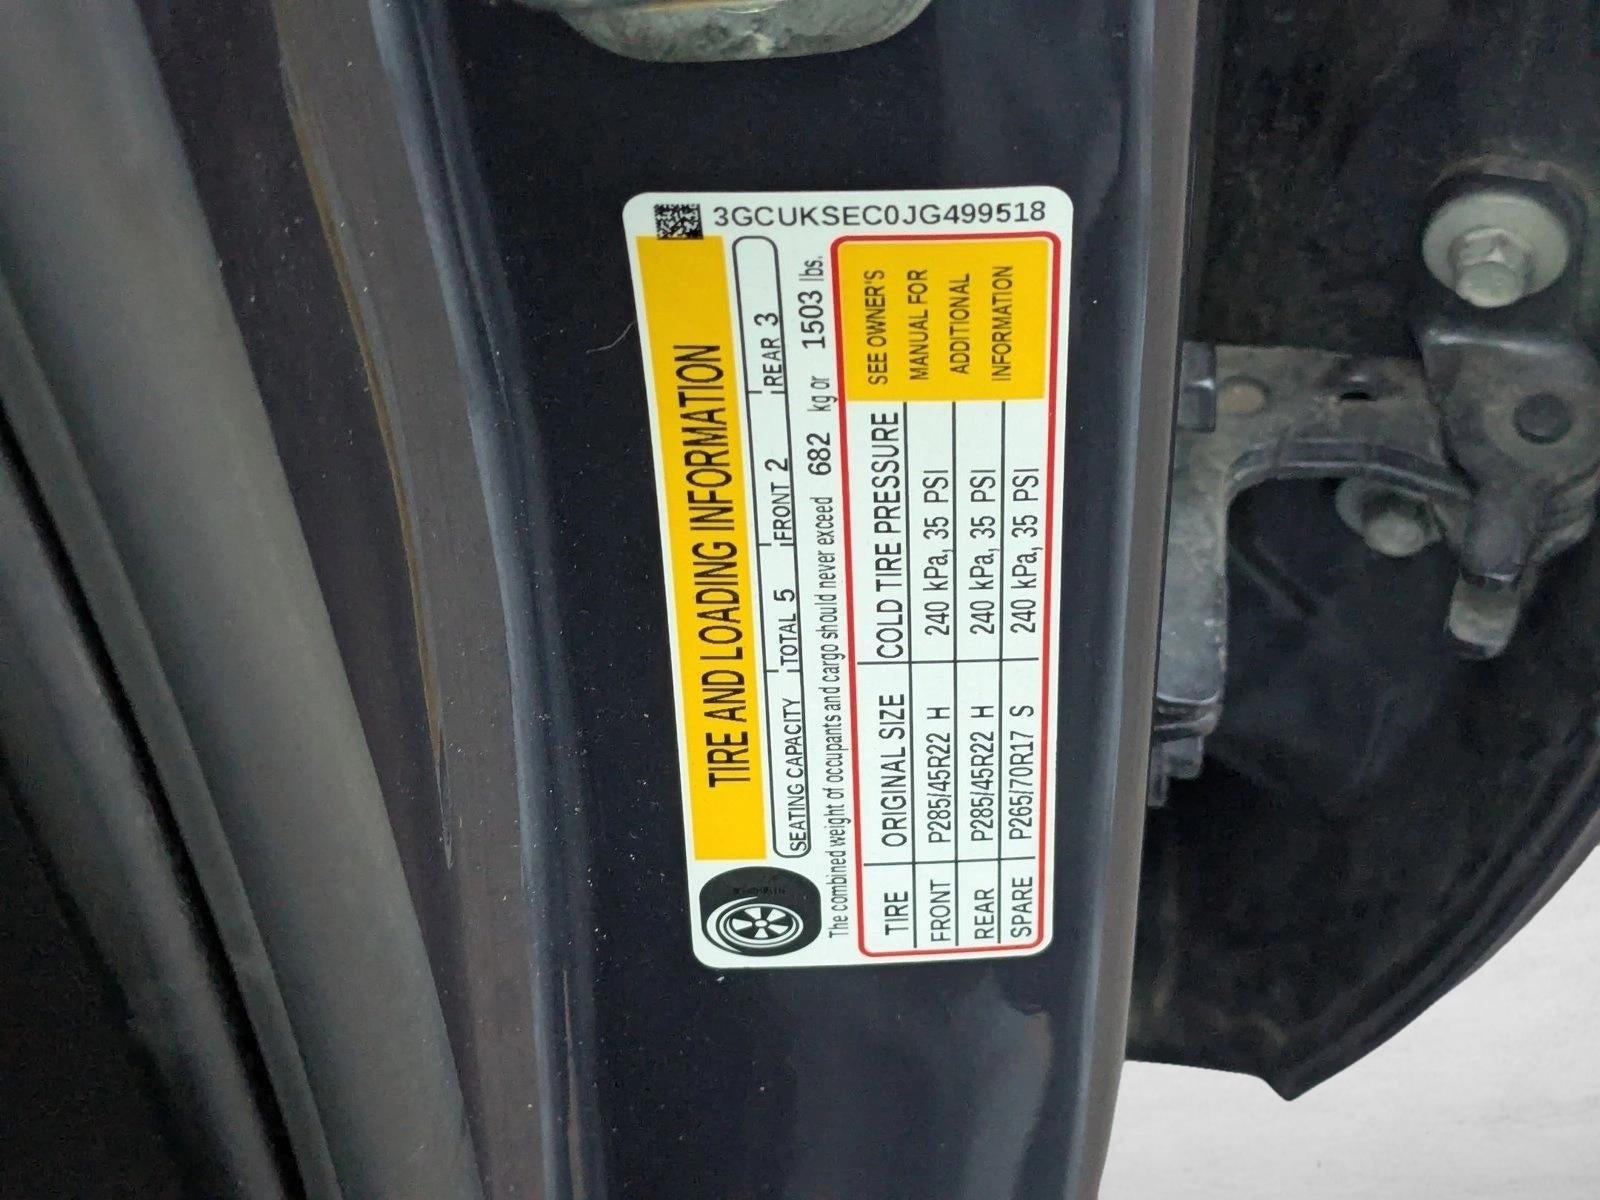 3GCUKSEC0JG499518
TIRE AND LOADING INFORMATION
SEATING CAPACITY TOTAL 5 FRONT 2 REAR 3
The combined weight of occupants and cargo should never exceed 682 kg or 1503 lbs.
TIRE ORIGINAL SIZE COLD TIRE PRESSURE
FRONT P285/45R22 H 240 kPa, 35 PSI
REAR P285/45R22 H 240 kPa, 35 PSI
SPARE P265/70R17 S 240 kPa, 35 PSI
SEE OWNER'S
MANUAL FOR
ADDITIONAL
INFORMATION